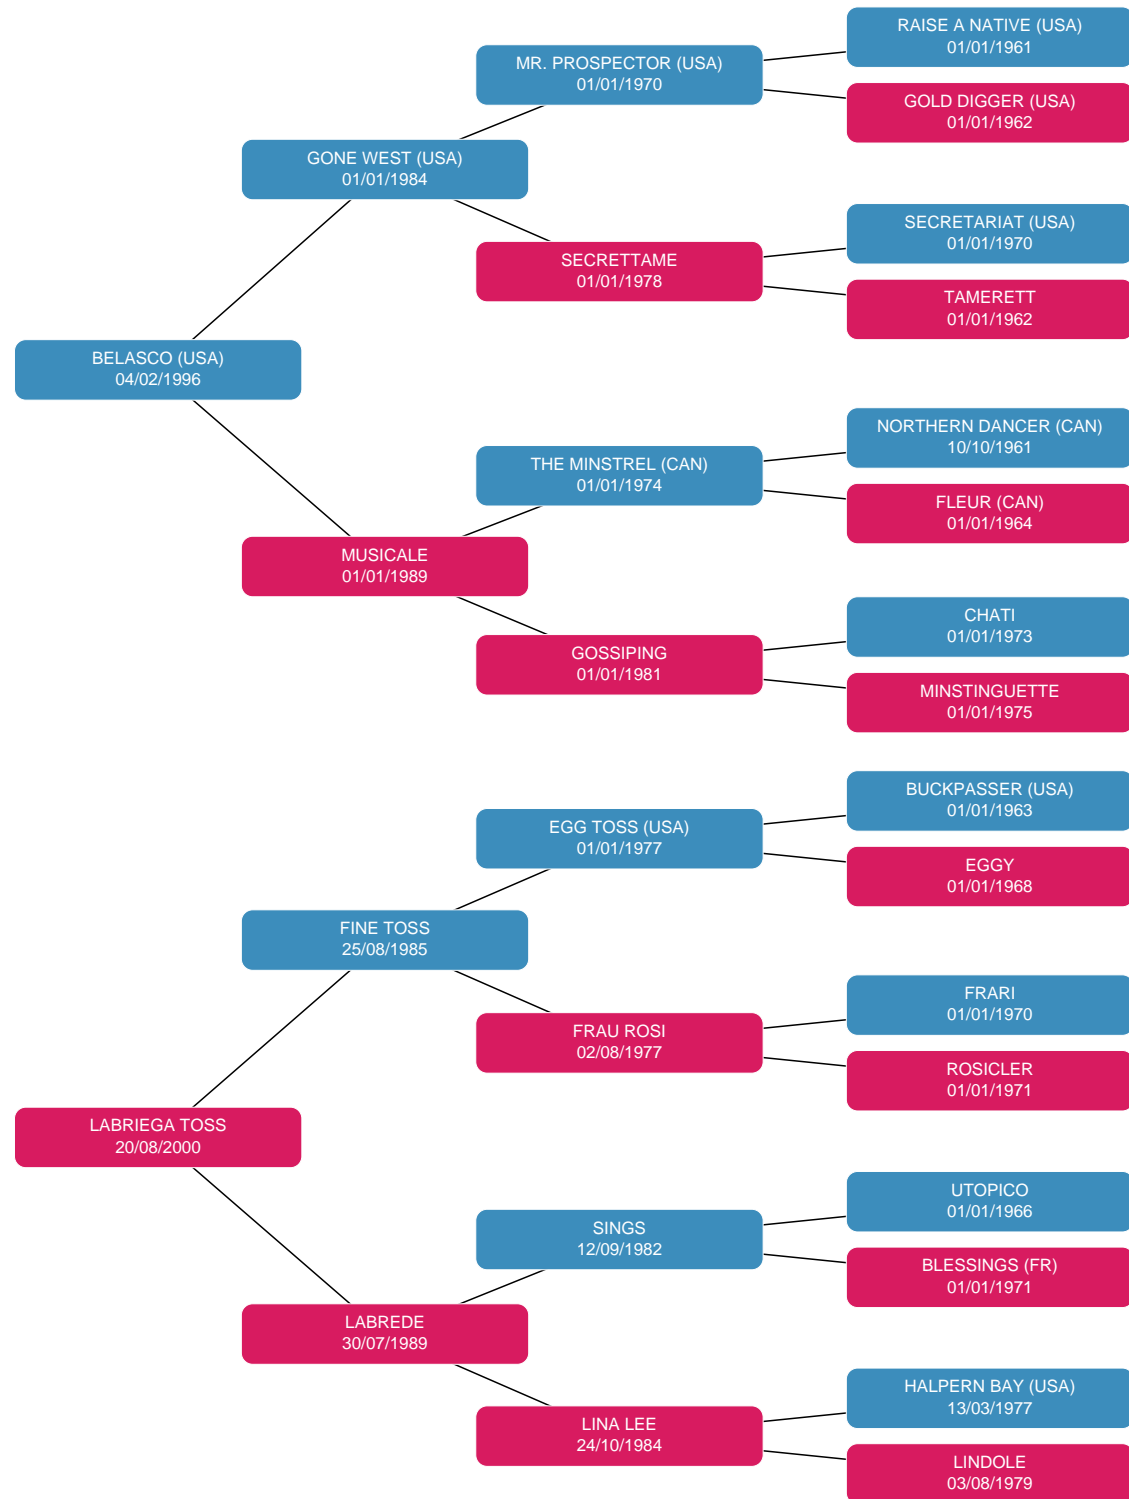 RAISE A NATIVE (USA)
01/01/1961
MR. PROSPECTOR (USA)
01/01/1970
GOLD DIGGER (USA)
01/01/1962
GONE WEST (USA)
01/01/1984
SECRETARIAT (USA)
01/01/1970
SECRETTAME
01/01/1978
TAMERETT
01/01/1962
BELASCO (USA)
04/02/1996
NORTHERN DANCER (CAN)
10/10/1961
THE MINSTREL (CAN)
01/01/1974
FLEUR (CAN)
01/01/1964
MUSICALE
01/01/1989
CHATI
01/01/1973
GOSSIPING
01/01/1981
MINSTINGUETTE
01/01/1975
BUCKPASSER (USA)
01/01/1963
EGG TOSS (USA)
01/01/1977
EGGY
01/01/1968
FINE TOSS
25/08/1985
FRARI
01/01/1970
FRAU ROSI
02/08/1977
ROSICLER
01/01/1971
LABRIEGA TOSS
20/08/2000
UTOPICO
01/01/1966
SINGS
12/09/1982
BLESSINGS (FR)
01/01/1971
LABREDE
30/07/1989
HALPERN BAY (USA)
13/03/1977
LINA LEE
24/10/1984
LINDOLE
03/08/1979